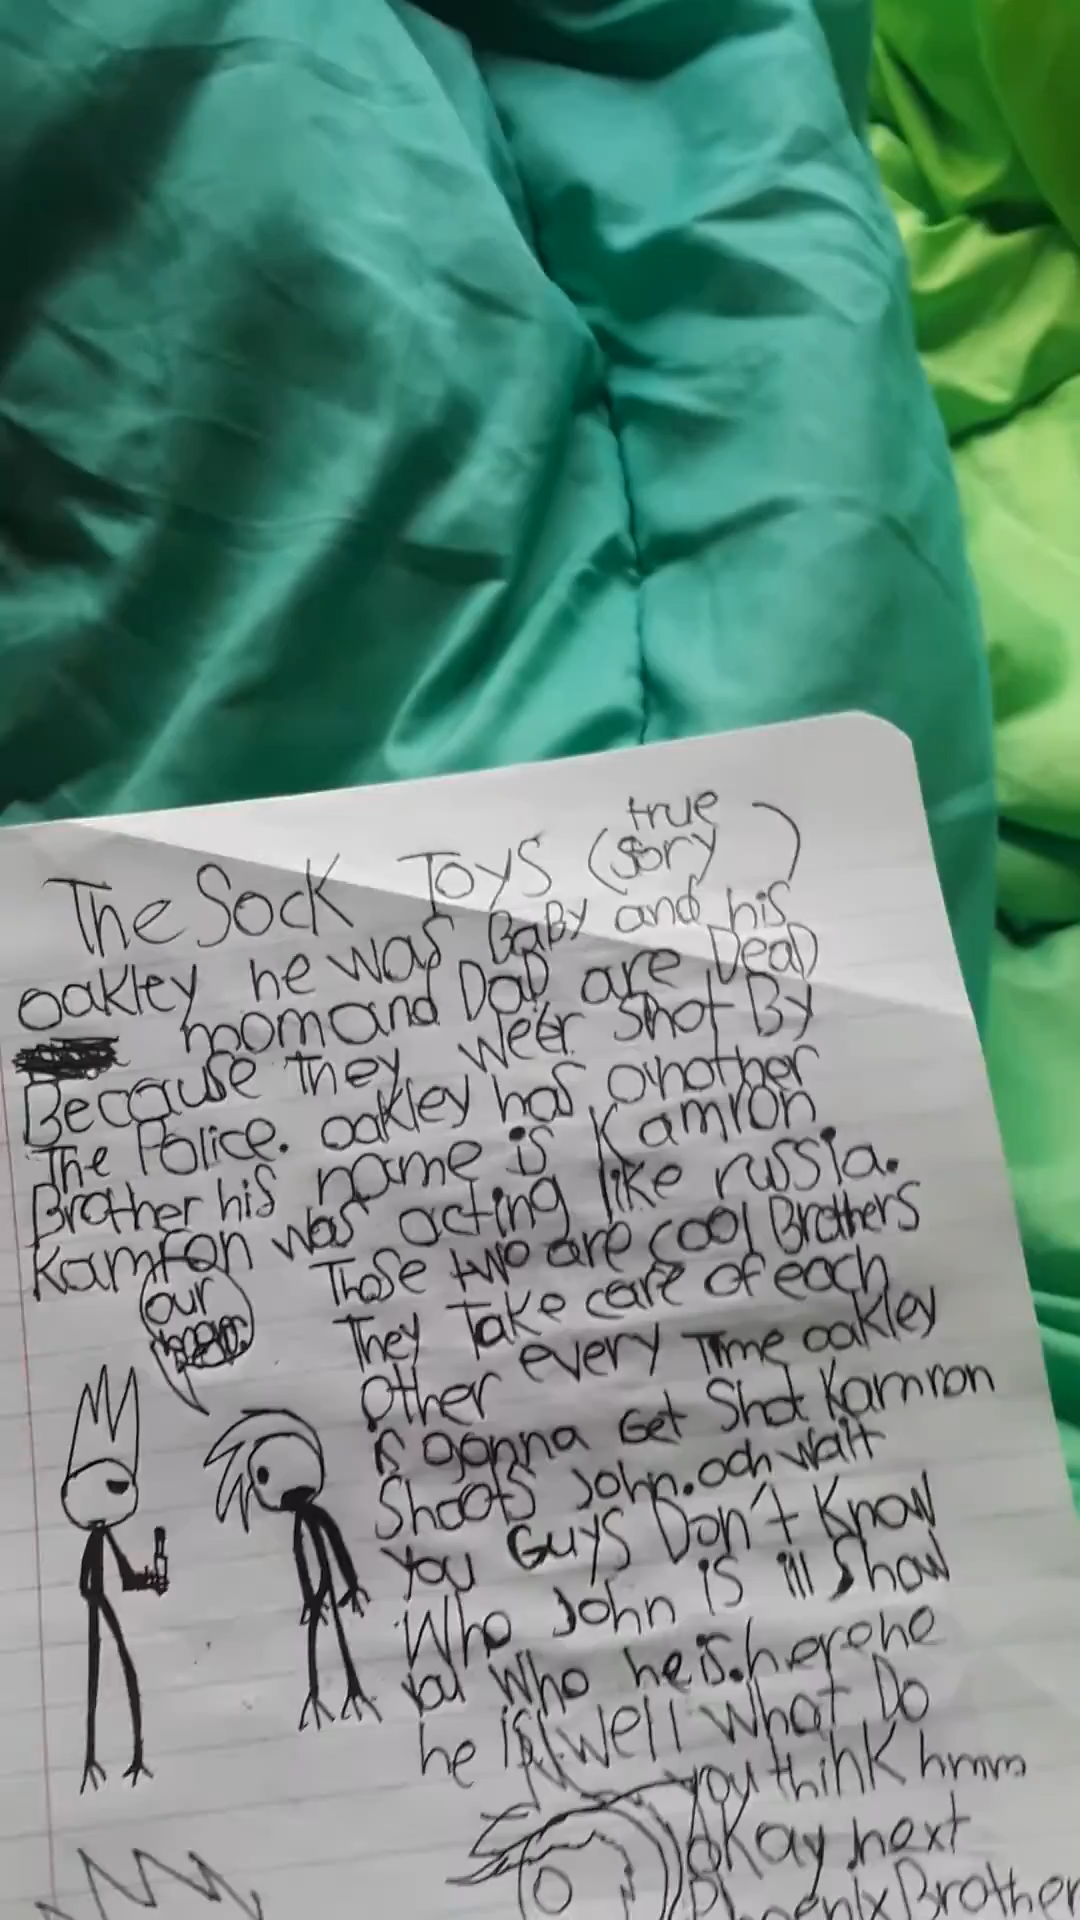 true
The Sock Toys (Sory)
oakley he was BaBy and his
mom and DaD are DeaD
Because they weer shot By
The Police. oakley has another
Brother his name is Kamron
Kamron was acting like russia.
Those two are cool Brothers
They Take care of each
other every Time oakley
is gonna Get Shot Kamron
Shoots John. ooh wait
you Guys Don't Know
Who John is ill show
you Who he is. here he
he is well what Do
you think hmm
okay next
Phoenix Brother
our